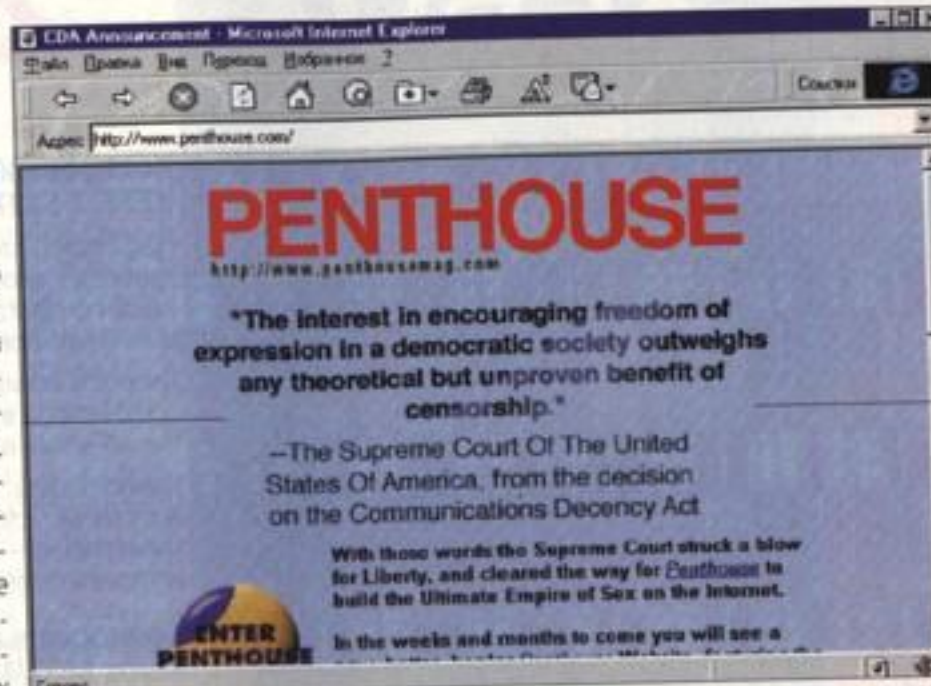 CDA Announcement - Microsoft Internet Explorer
Файл Правка Вид Переход Избранное ?
Ссылки
Адрес http://www.penthouse.com/
PENTHOUSE
http://www.penthousemag.com
"The interest in encouraging freedom of
expression in a democratic society outweighs
any theoretical but unproven benefit of
censorship."
--The Supreme Court Of The United
States Of America, from the decision
on the Communications Decency Act
With those words the Supreme Court struck a blow
for Liberty, and cleared the way for Penthouse to
build the Ultimate Empire of Sex on the Internet.
ENTER
PENTHOUSE
In the weeks and months to come you will see a
Готово